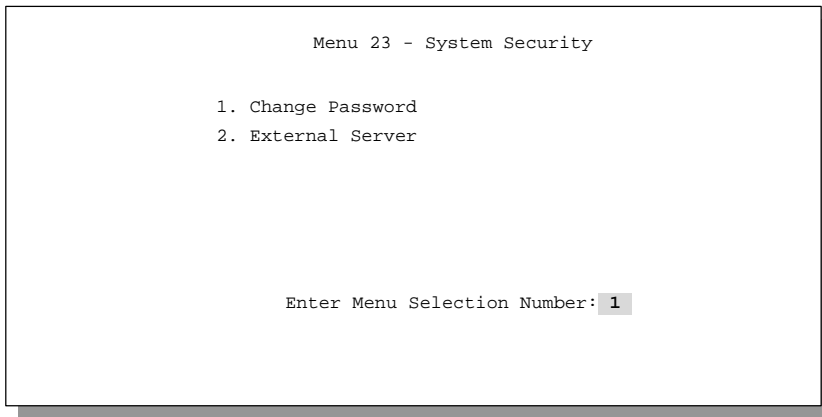 Menu 23 - System Security
1. Change Password
2. External Server
Enter Menu Selection Number: 1